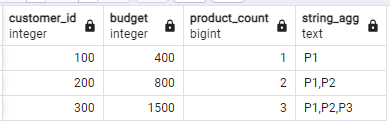 customer_id budget product_count string_agg
integer integer bigint text
100 400 1 P1
200 800 2 P1,P2
300 1500 3 P1,P2,P3